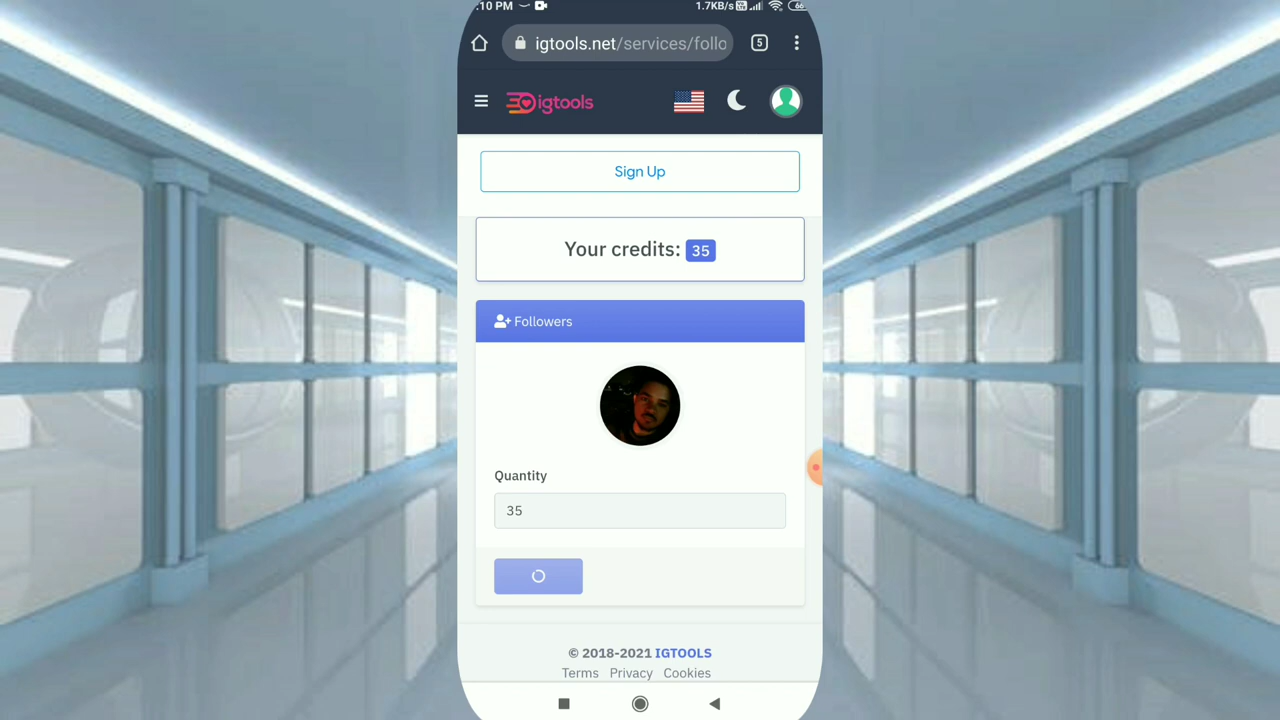 :10 PM
1.7KB/s
66
igtools.net/services/follo
5
igtools
Sign Up
Your credits: 35
Followers
Quantity
35
© 2018-2021 IGTOOLS
Terms Privacy Cookies